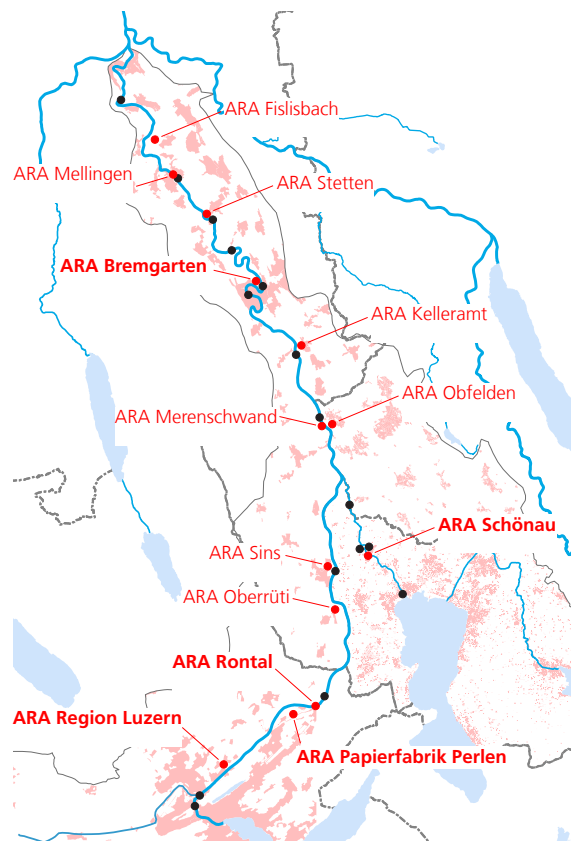 ARA Fislisbach
ARA Mellingen
ARA Stetten
ARA Bremgarten
ARA Kelleramt
ARA Obfelden
ARA Merenschwand
ARA Schönau
ARA Sins
ARA Oberrüti
ARA Rontal
ARA Region Luzern
ARA Papierfabrik Perlen